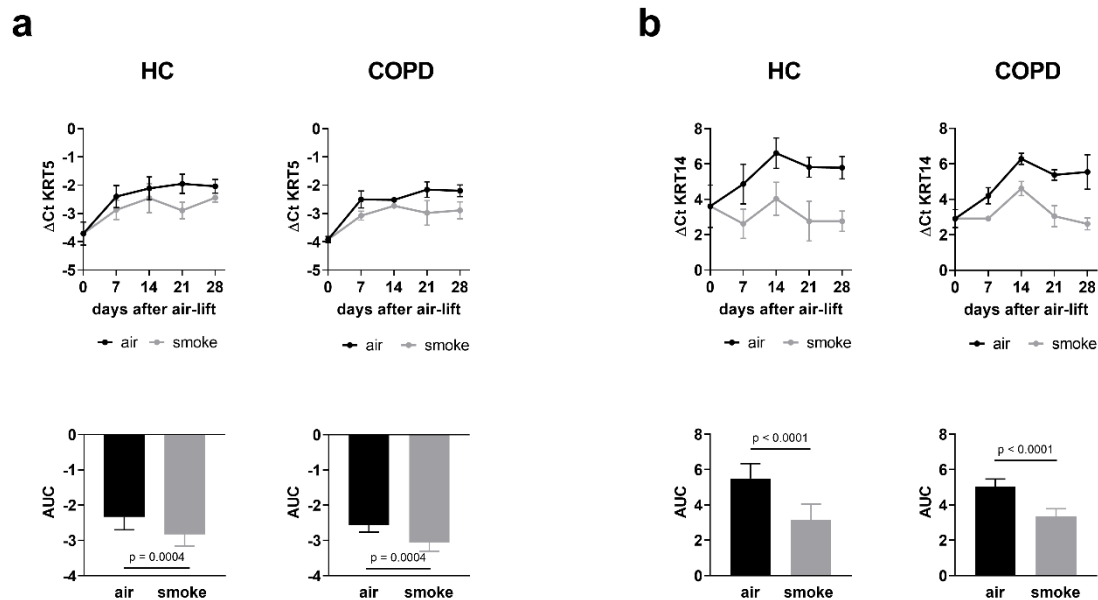 a
b
HC
COPD
HC
COPD
ΔCt KRT5
0
-1
-2
-3
-4
-5
0 7 14 21 28
days after air-lift
air smoke
ΔCt KRT5
0
-1
-2
-3
-4
-5
0 7 14 21 28
days after air-lift
air smoke
ΔCt KRT14
8
6
4
2
0
0 7 14 21 28
days after air-lift
air smoke
ΔCt KRT14
8
6
4
2
0
0 7 14 21 28
days after air-lift
air smoke
AUC
0
-1
-2
-3
-4
p = 0.0004
air smoke
AUC
0
-1
-2
-3
-4
p = 0.0004
air smoke
AUC
8
6
4
2
0
p < 0.0001
air smoke
AUC
8
6
4
2
0
p < 0.0001
air smoke